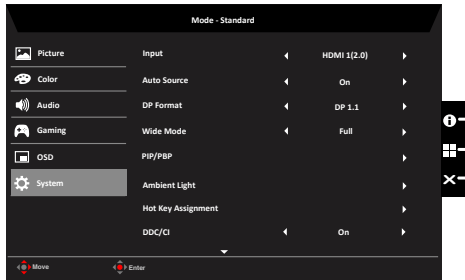 Mode - Standard
Picture
Color
Audio
Gaming
OSD
System
Input HDMI 1(2.0)
Auto Source On
DP Format DP 1.1
Wide Mode Full
PIP/PBP
Ambient Light
Hot Key Assignment
DDC/CI On
Move Enter